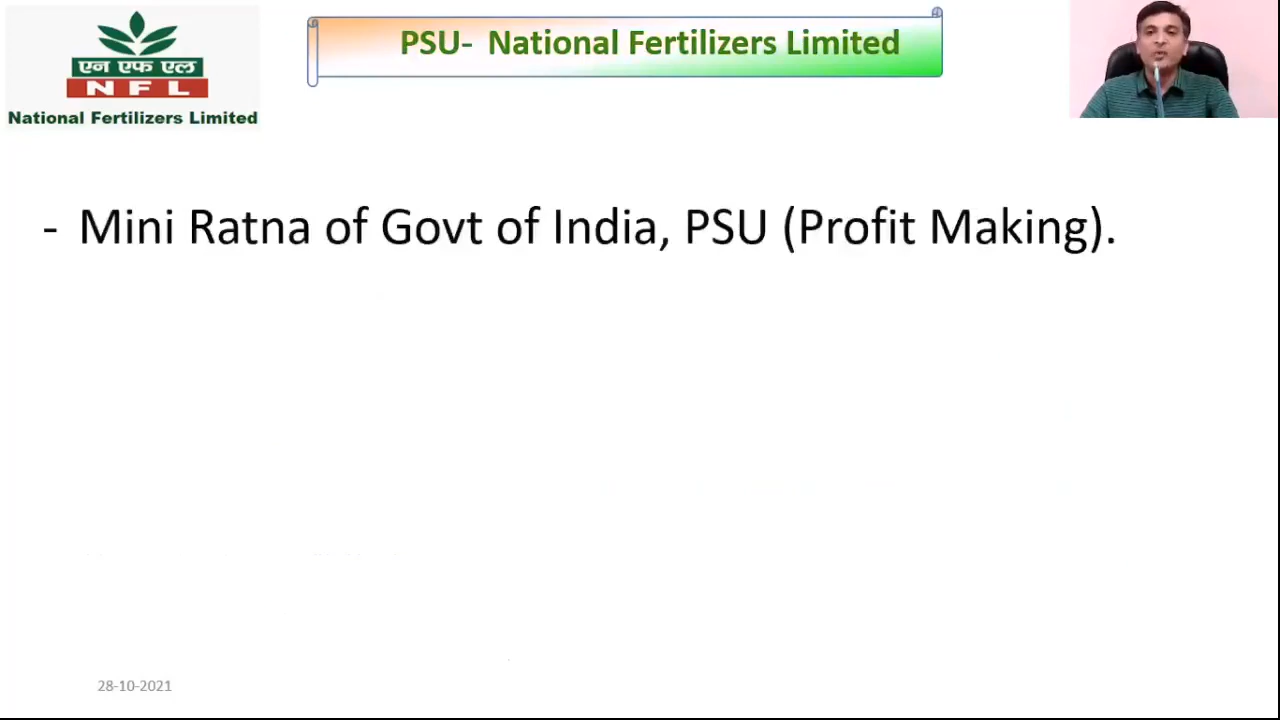 एन एफ एल
NFL
National Fertilizers Limited
PSU- National Fertilizers Limited
- Mini Ratna of Govt of India, PSU (Profit Making).
28-10-2021